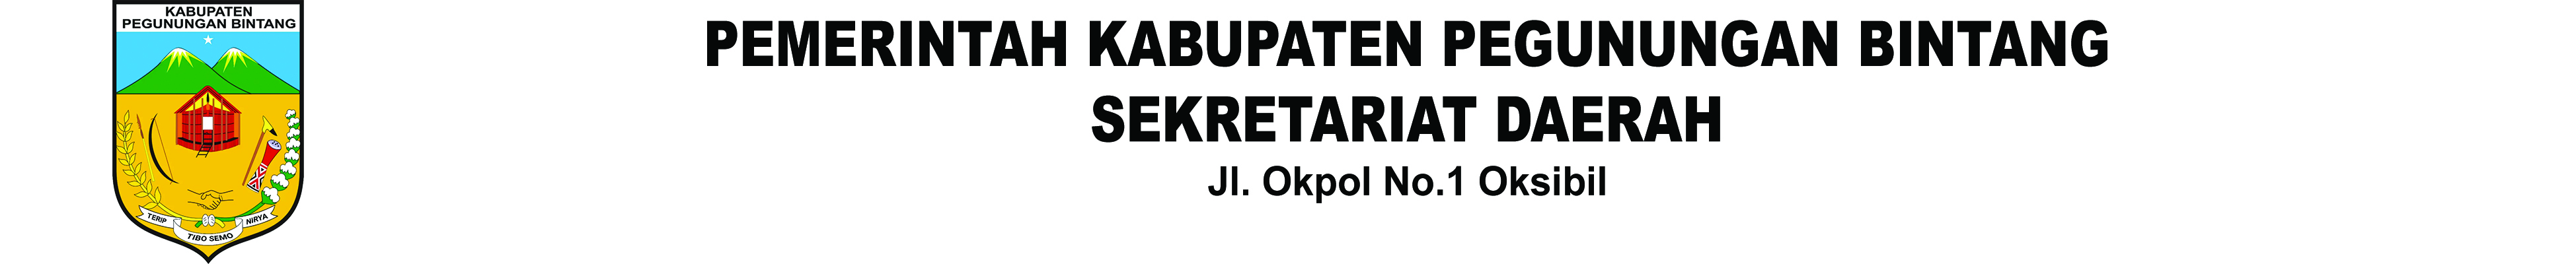 KABUPATEN
PEGUNUNGAN BINTANG
TERIP
TIBO SEMO
NIRYA
PEMERINTAH KABUPATEN PEGUNUNGAN BINTANG
SEKRETARIAT DAERAH
Jl. Okpol No.1 Oksibil